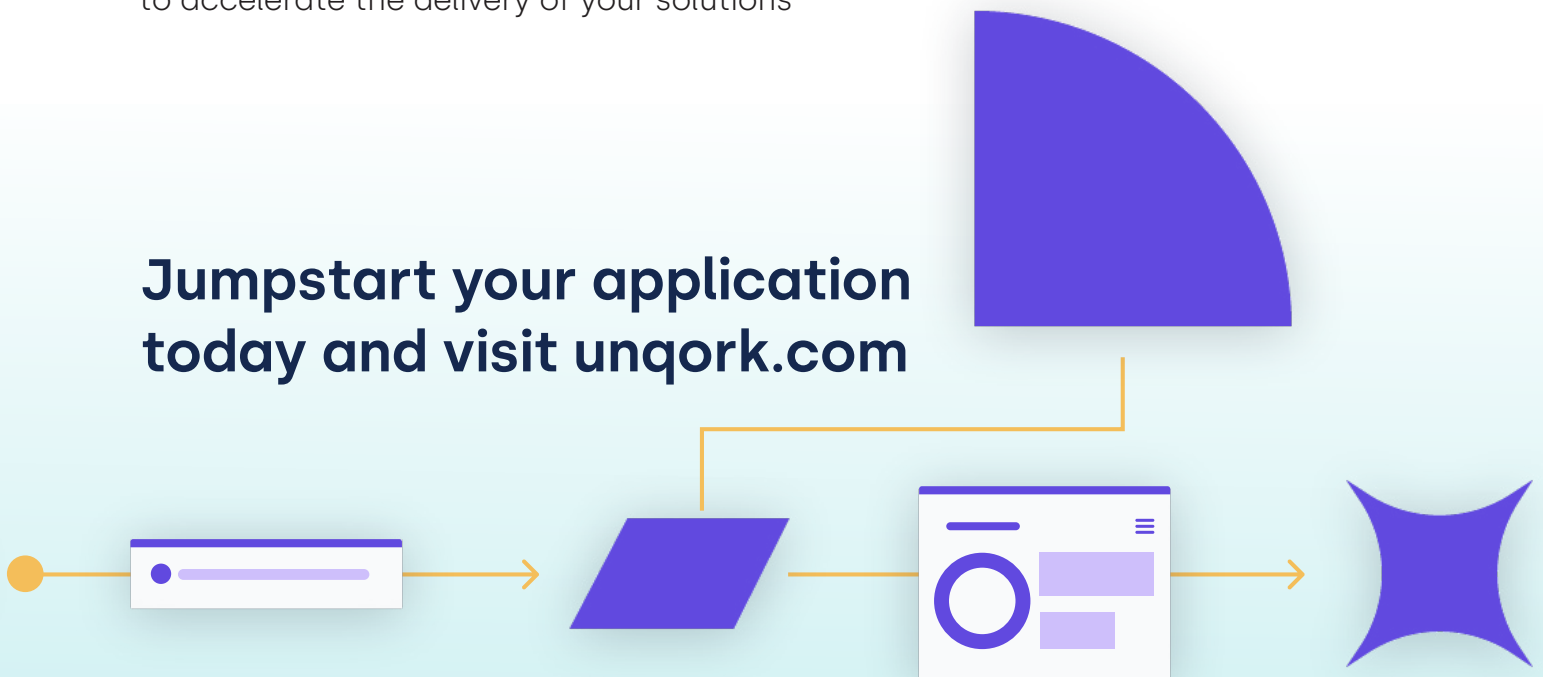 to accelerate the delivery of your solutions
Jumpstart your application
today and visit unqork.com